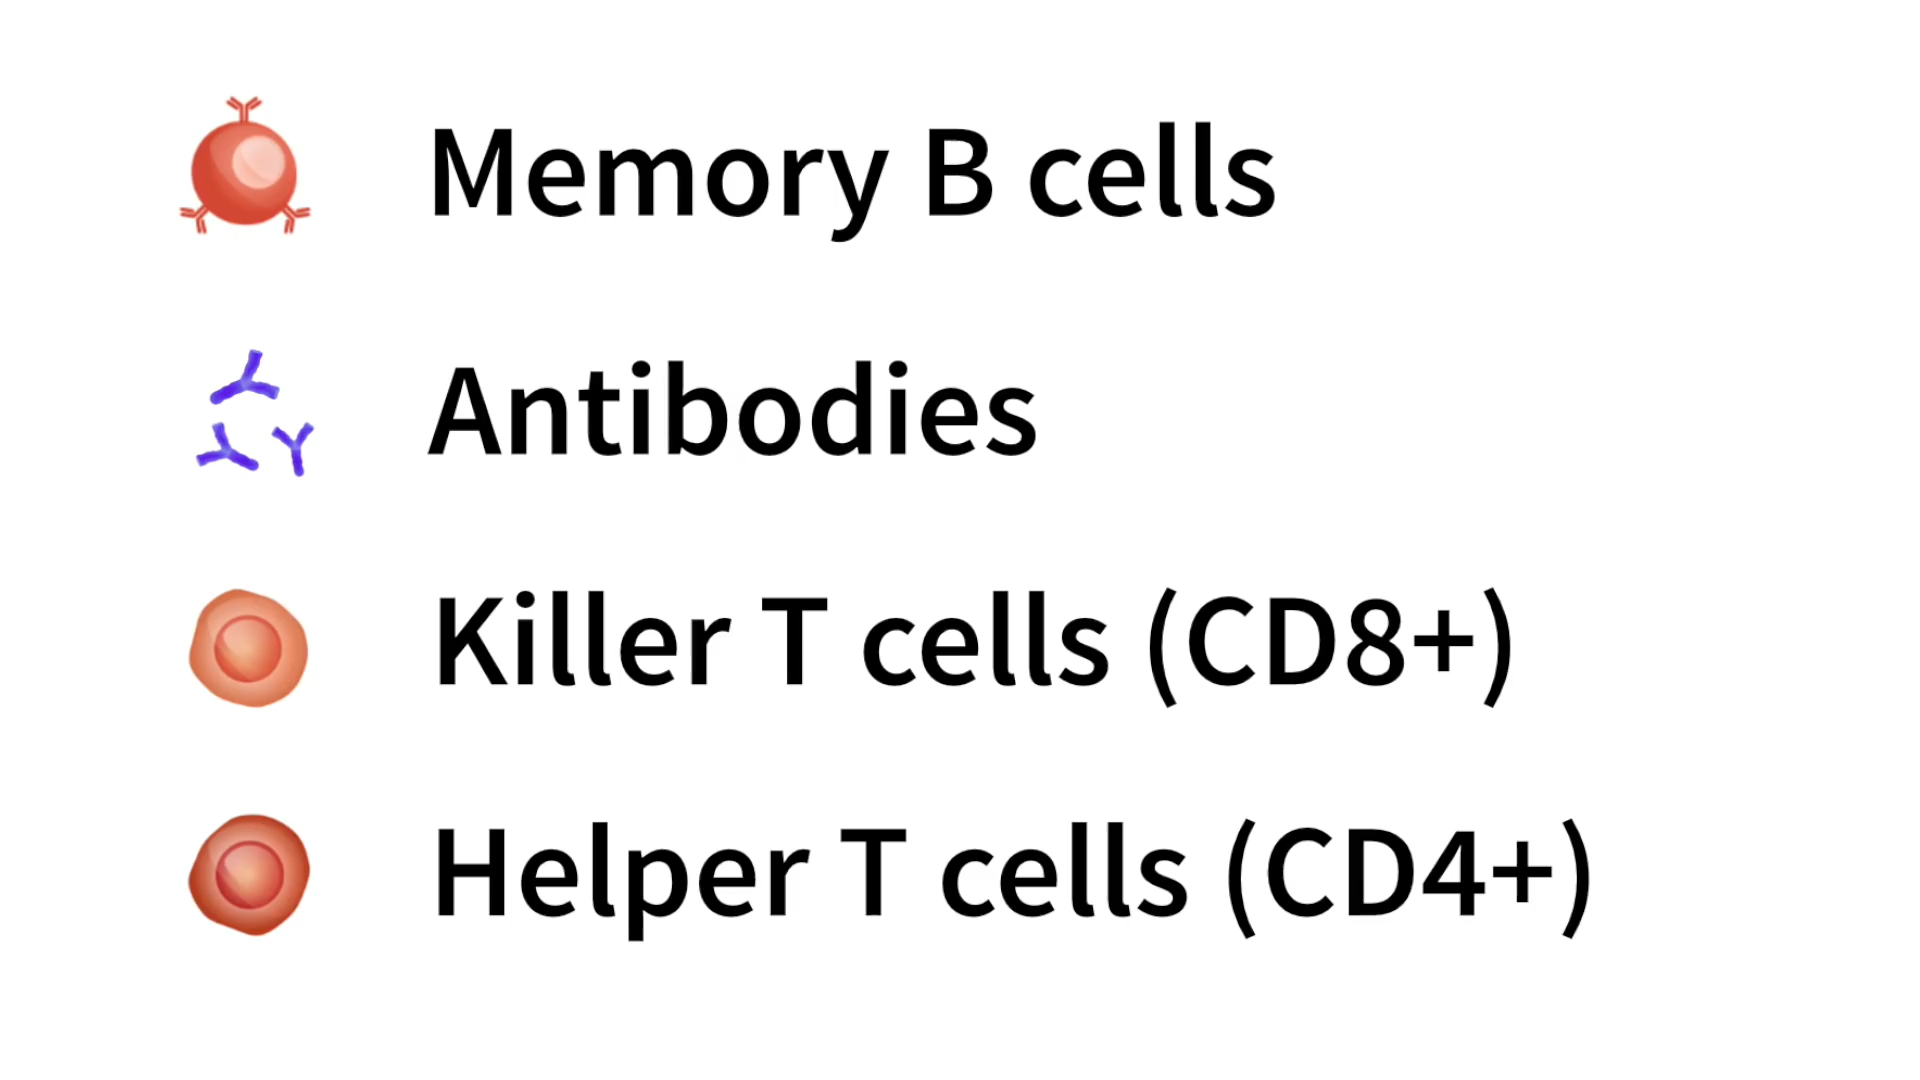 Memory B cells
Antibodies
Killer T cells (CD8+)
Helper T cells (CD4+)